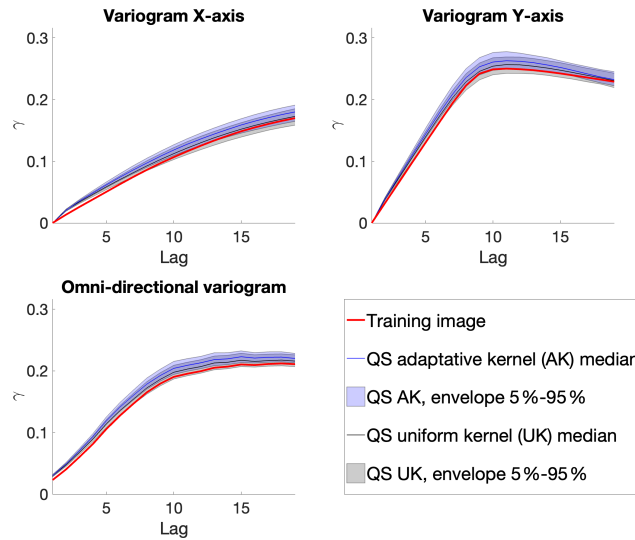 Variogram X-axis
0.3
0.2
0.1
0
γ
5
10
15
Lag
Variogram Y-axis
0.3
0.2
0.1
0
γ
5
10
15
Lag
Omni-directional variogram
0.3
0.2
0.1
0
γ
5
10
15
Lag
Training image
QS adaptative kernel (AK) median
QS AK, envelope 5 %-95 %
QS uniform kernel (UK) median
QS UK, envelope 5 %-95 %